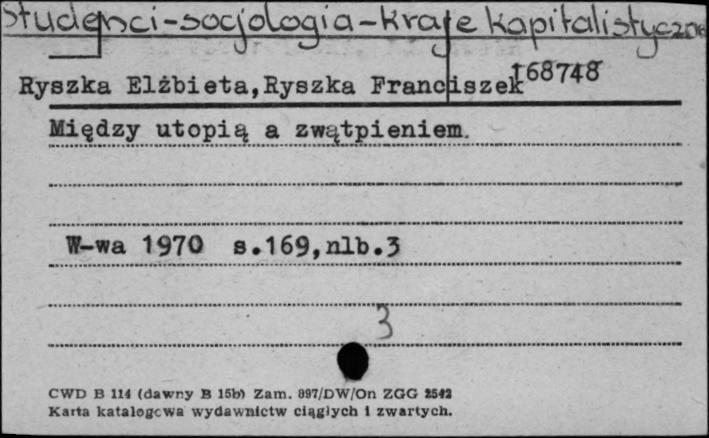 Studenci-socjologia-kraje kapitalistyczne
168748
Ryszka Elżbieta,Ryszka Franciszek
Między utopią a zwątpieniem.
W-wa 1970 s.169,nlb.3
3
CWD B 114 (dawny B 15b) Zam. 897/DW/On ZGG 2542
Karta katalogowa wydawnictw ciągłych i zwartych.